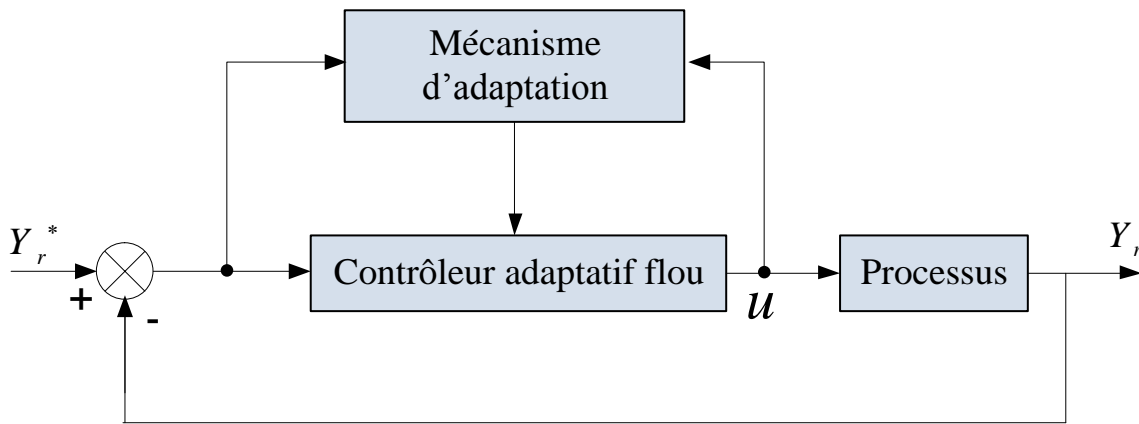 Mécanisme
d’adaptation
Y_r^*
+
-
Contrôleur adaptatif flou
u
Processus
Y_r